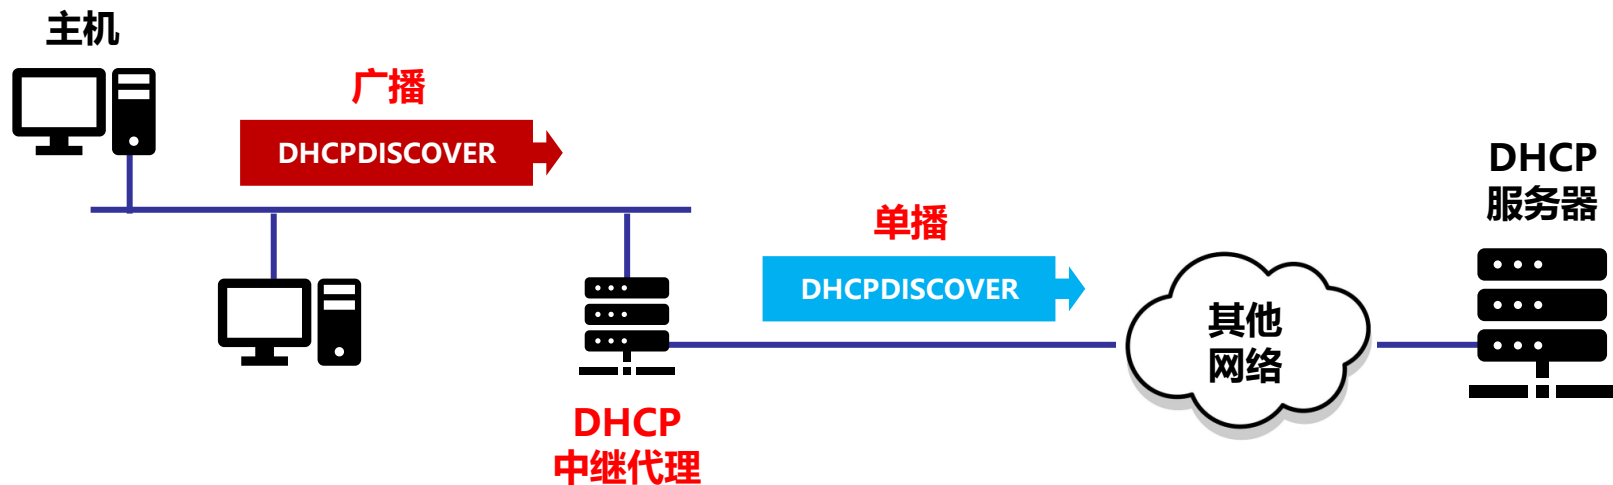 主机
广播
DHCPDISCOVER
单播
DHCPDISCOVER
DHCP
中继代理
其他
网络
DHCP
服务器